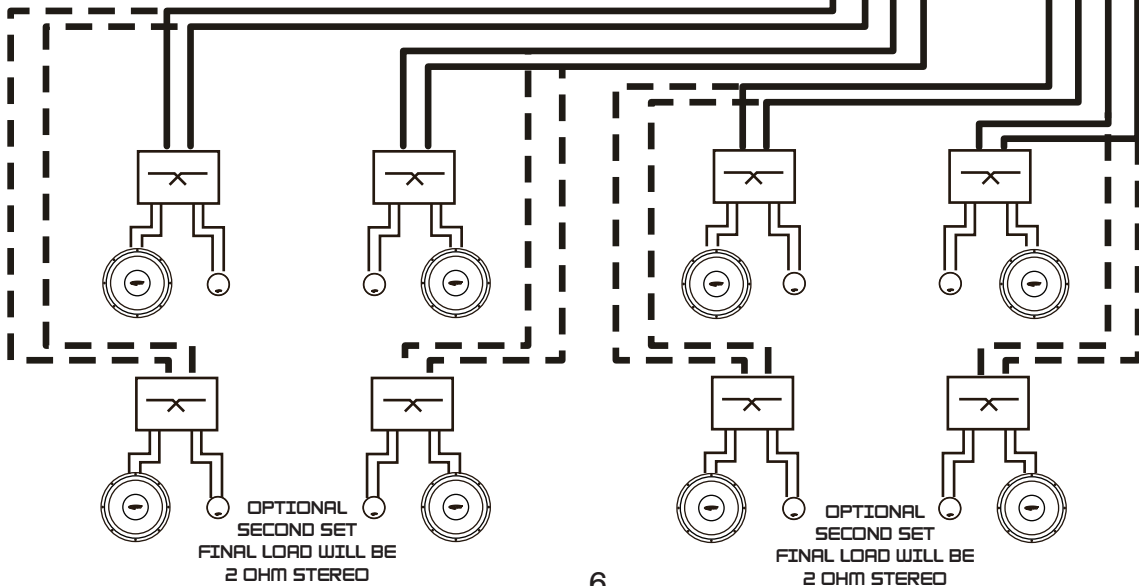 OPTIONAL
SECOND SET
FINAL LOAD WILL BE
2 OHM STEREO
OPTIONAL
SECOND SET
FINAL LOAD WILL BE
2 OHM STEREO
6